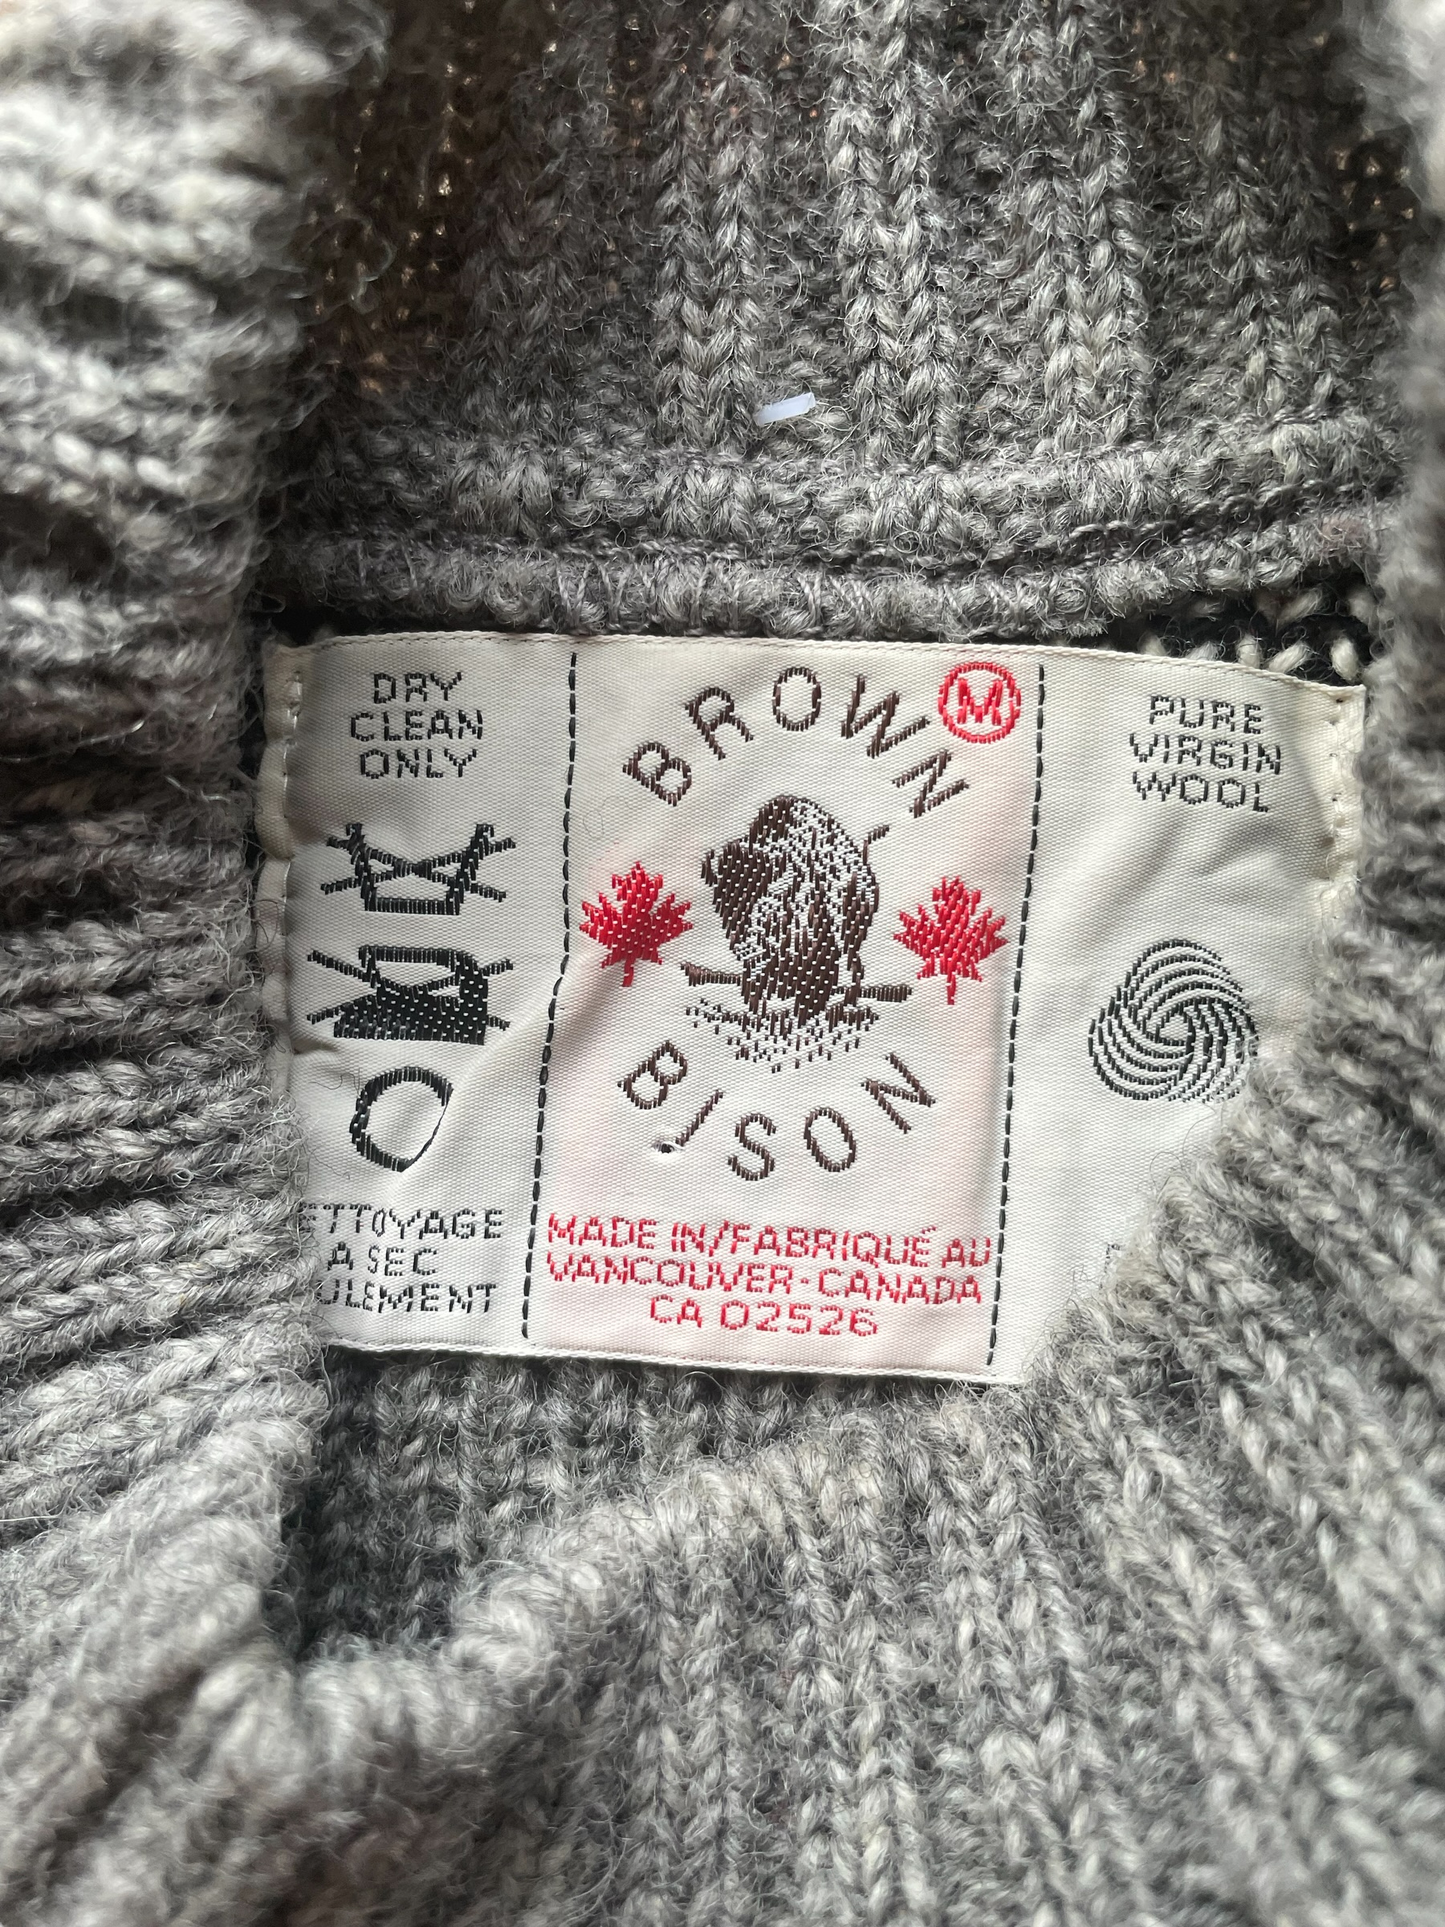 DRY
CLEAN
ONLY
ETTOYAGE
A SEC
ULEMENT
BROWN
M
BISON
MADE IN/FABRIQUÉ AU
VANCOUVER-CANADA
CA 02526
PURE
VIRGIN
WOOL